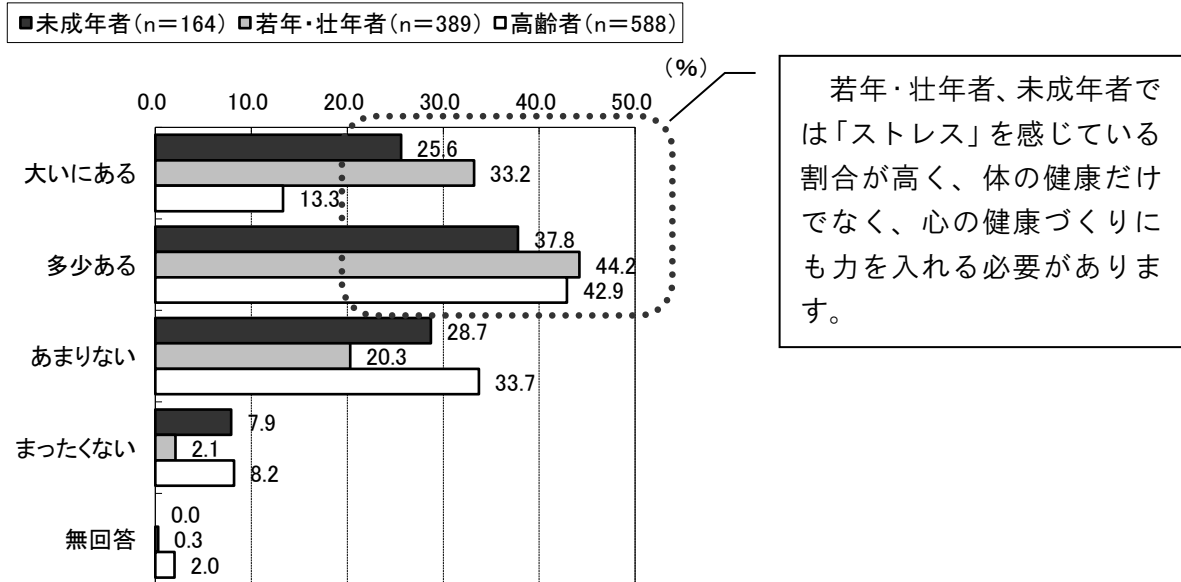 ■未成年者(n=164) ■若年・壮年者(n=389) □高齢者(n=588)
(%)
0.0 10.0 20.0 30.0 40.0 50.0
大いにある
25.6
33.2
13.3
多少ある
37.8
44.2
42.9
あまりない
28.7
20.3
33.7
まったくない
7.9
2.1
8.2
無回答
0.0
0.3
2.0
若年・壮年者、未成年者で
は「ストレス」を感じている
割合が高く、体の健康だけ
でなく、心の健康づくりに
も力を入れる必要がありま
す。